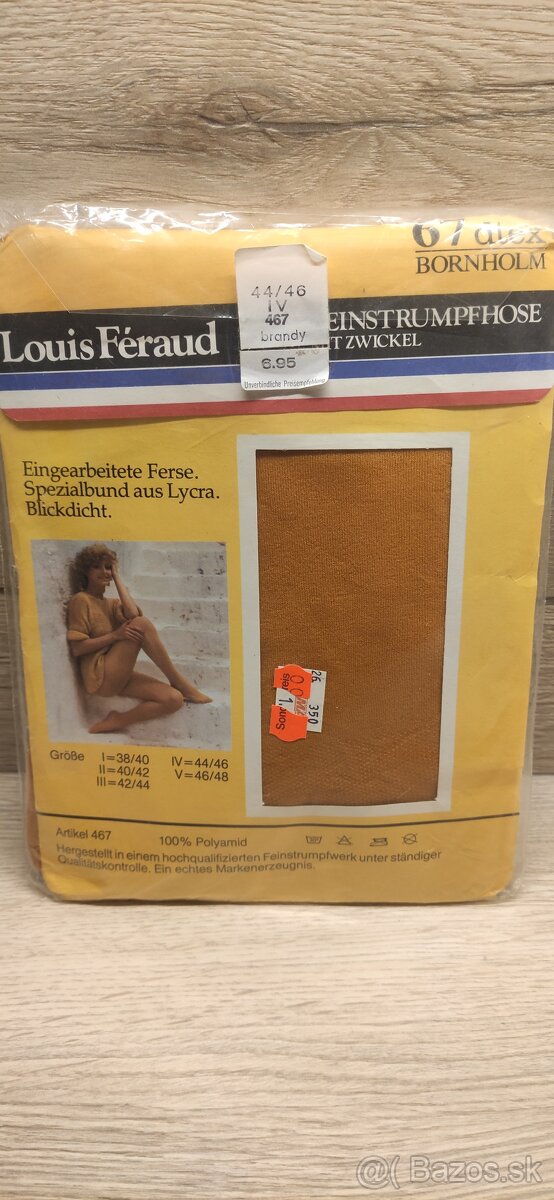 67 dtex
BORNHOLM
44/46
IV
467
brandy
6.95
Unverbindliche Preisempfehlung
Louis Féraud
EINSTRUMPFHOSE
T ZWICKEL
Eingearbeitete Ferse.
Spezialbund aus Lycra.
Blickdicht.
26
350
Größe I=38/40 IV=44/46
II=40/42 V=46/48
III=42/44
Artikel 467 100% Polyamid
Hergestellt in einem hochqualifizierten Feinstrumpfwerk unter ständiger
Qualitätskontrolle. Ein echtes Markenerzeugnis.
@( Bazos.sk